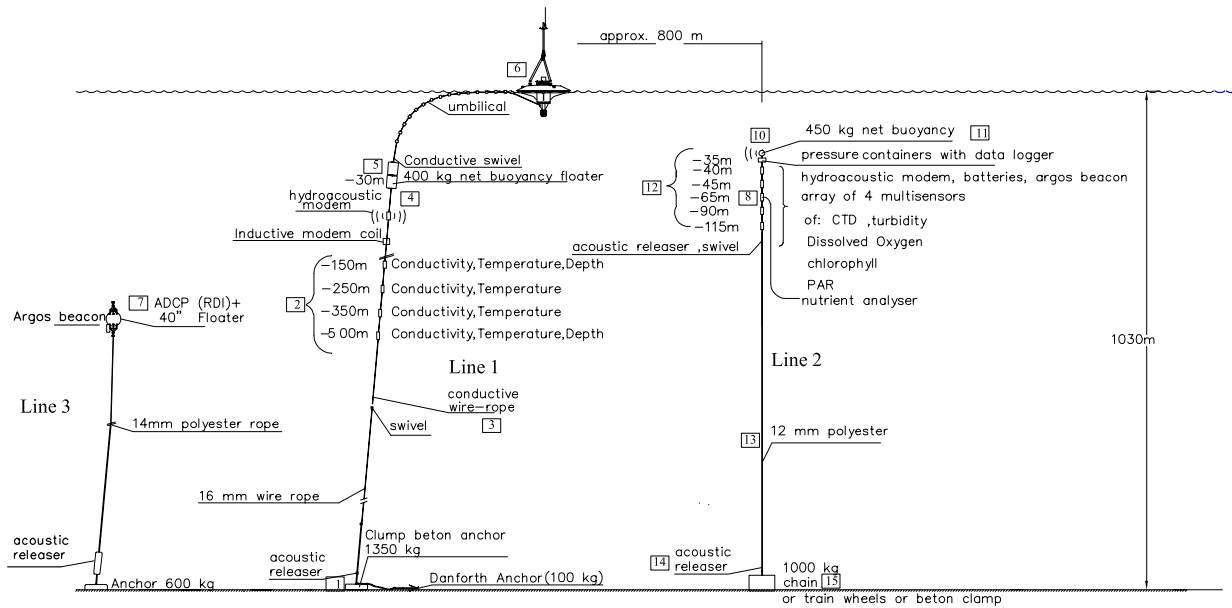 approx. 800 m
6
umbilical
5
Conductive swivel
-30m
400 kg net buoyancy floater
4
hydroacoustic
modem
Inductive modem coil
2
-150m Conductivity,Temperature,Depth
-250m Conductivity,Temperature
-350m Conductivity,Temperature
-500m Conductivity,Temperature,Depth
Line 1
conductive
wire-rope
3
swivel
16 mm wire rope
Clump beton anchor
1350 kg
acoustic
releaser
1
Danforth Anchor(100 kg)
7
ADCP (RDI)+
40" Floater
Argos beacon
Line 3
14mm polyester rope
acoustic
releaser
Anchor 600 kg
10
450 kg net buoyancy
11
pressure containers with data logger
12
-35m
-40m
-45m
-65m
-90m
-115m
8
hydroacoustic modem, batteries, argos beacon
array of 4 multisensors
of: CTD ,turbidity
Dissolved Oxygen
chlorophyll
PAR
nutrient analyser
acoustic releaser ,swivel
Line 2
1030m
13
12 mm polyester
14
acoustic
releaser
1000 kg
chain
15
or train wheels or beton clamp